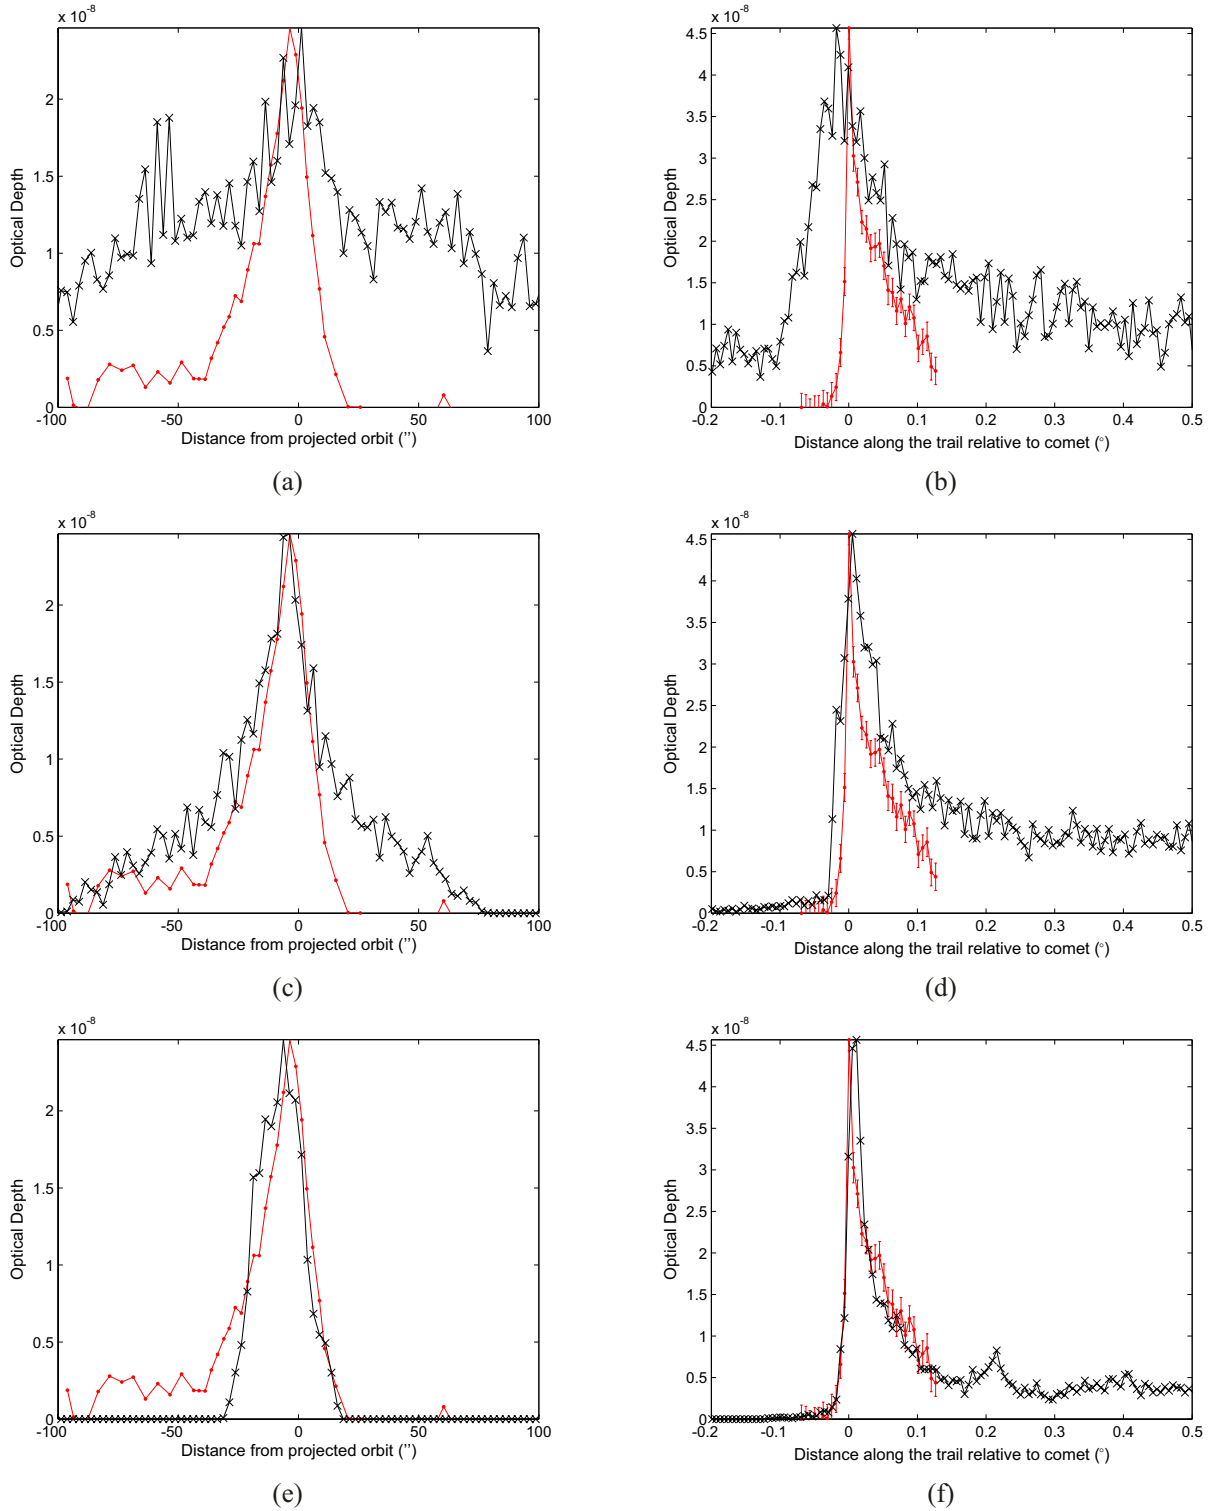 x 10-8
2
1.5
1
0.5
0
-100 -50 0 50 100
Optical Depth
Distance from projected orbit ('')
(a)
x 10-8
4.5
4
3.5
3
2.5
2
1.5
1
0.5
0
-0.2 -0.1 0 0.1 0.2 0.3 0.4 0.5
Optical Depth
Distance along the trail relative to comet (°)
(b)
x 10-8
2
1.5
1
0.5
0
-100 -50 0 50 100
Optical Depth
Distance from projected orbit ('')
(c)
x 10-8
4.5
4
3.5
3
2.5
2
1.5
1
0.5
0
-0.2 -0.1 0 0.1 0.2 0.3 0.4 0.5
Optical Depth
Distance along the trail relative to comet (°)
(d)
x 10-8
2
1.5
1
0.5
0
-100 -50 0 50 100
Optical Depth
Distance from projected orbit ('')
(e)
x 10-8
4.5
4
3.5
3
2.5
2
1.5
1
0.5
0
-0.2 -0.1 0 0.1 0.2 0.3 0.4 0.5
Optical Depth
Distance along the trail relative to comet (°)
(f)